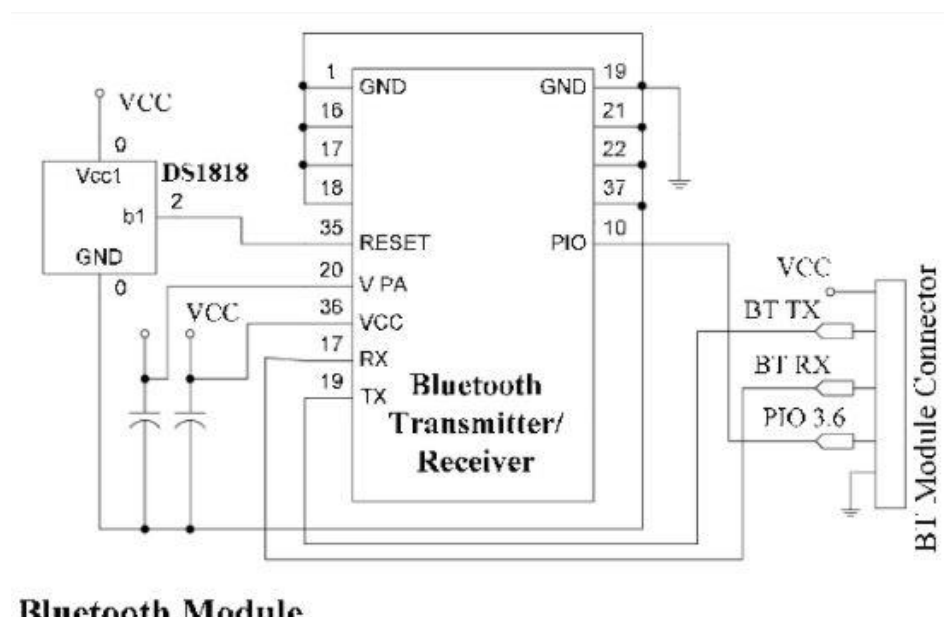 VCC
0
Vcc1
DS1818
b1
2
GND
0
VCC
1
GND
16
17
18
35
RESET
20
V PA
36
VCC
17
RX
19
TX
GND
19
21
22
37
PIO
10
Bluetooth
Transmitter/
Receiver
VCC
BT TX
BT RX
PIO 3.6
BT Module Connector
Bluetooth Module